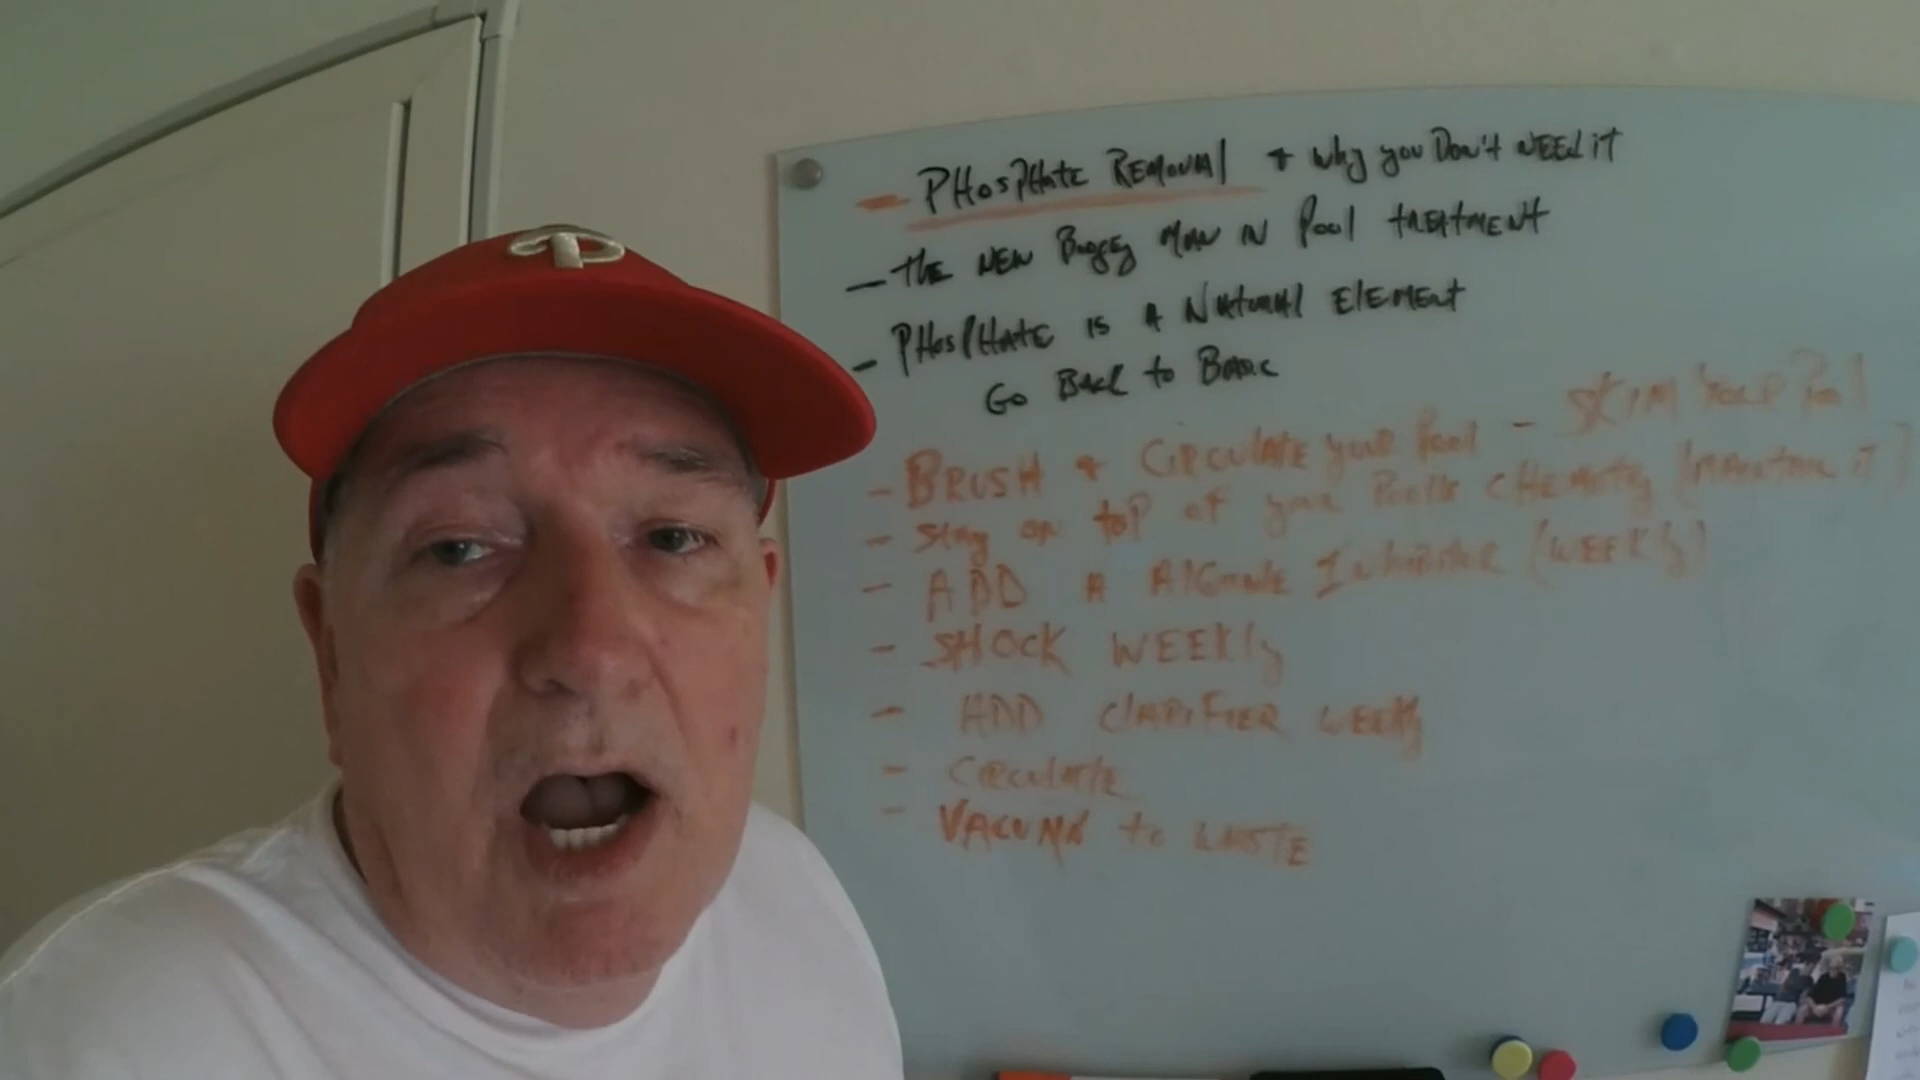 P
- PHOSPHATE REMOVAL + why you Don't NEED IT
- THE NEW BOGEY MAN IN POOL TREATMENT
- PHOSPHATE IS A NATURAL ELEMENT
GO BACK TO BASIC
- BRUSH + CIRCULATE your Pool - SKIM YOUR Pool
- Stay on toP of your Pools CHEMISTRY (MAINTAIN IT)
- ADD A AlGAE INHIBITOR (WEEKly)
- SHOCK WEEKly
- ADD ClARIFIER WEEKly
- Circulate
- VACUUM to WASTE